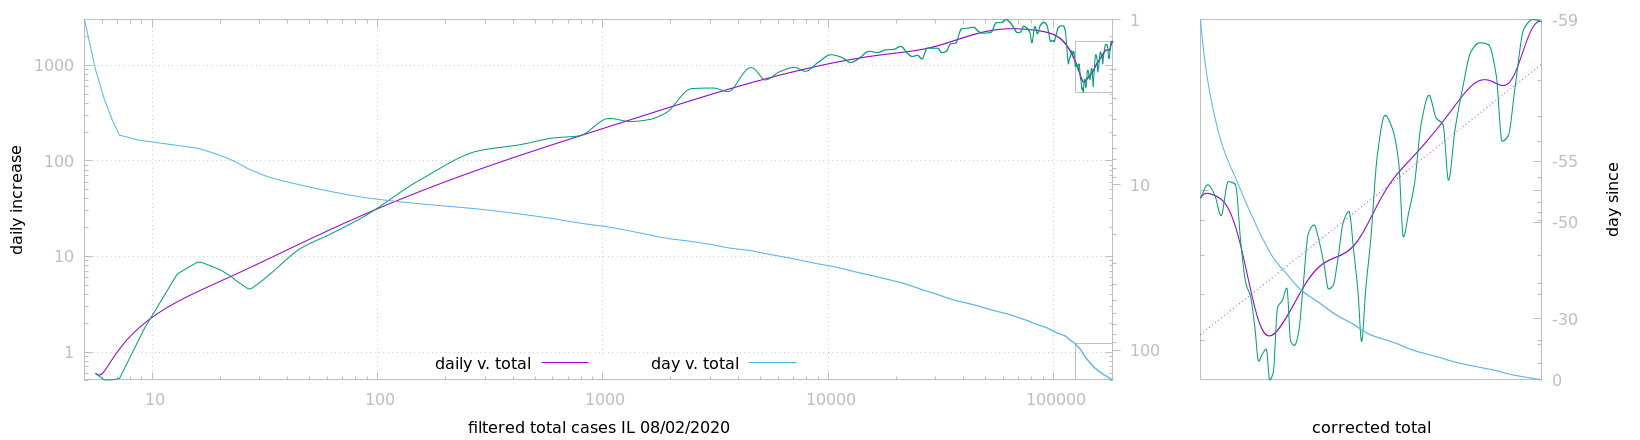 1
-59
1000
daily increase
100
-55
10
-50
day since
10
-30
1
daily v. total
day v. total
100
0
10
100
1000
10000
100000
filtered total cases IL 08/02/2020
corrected total